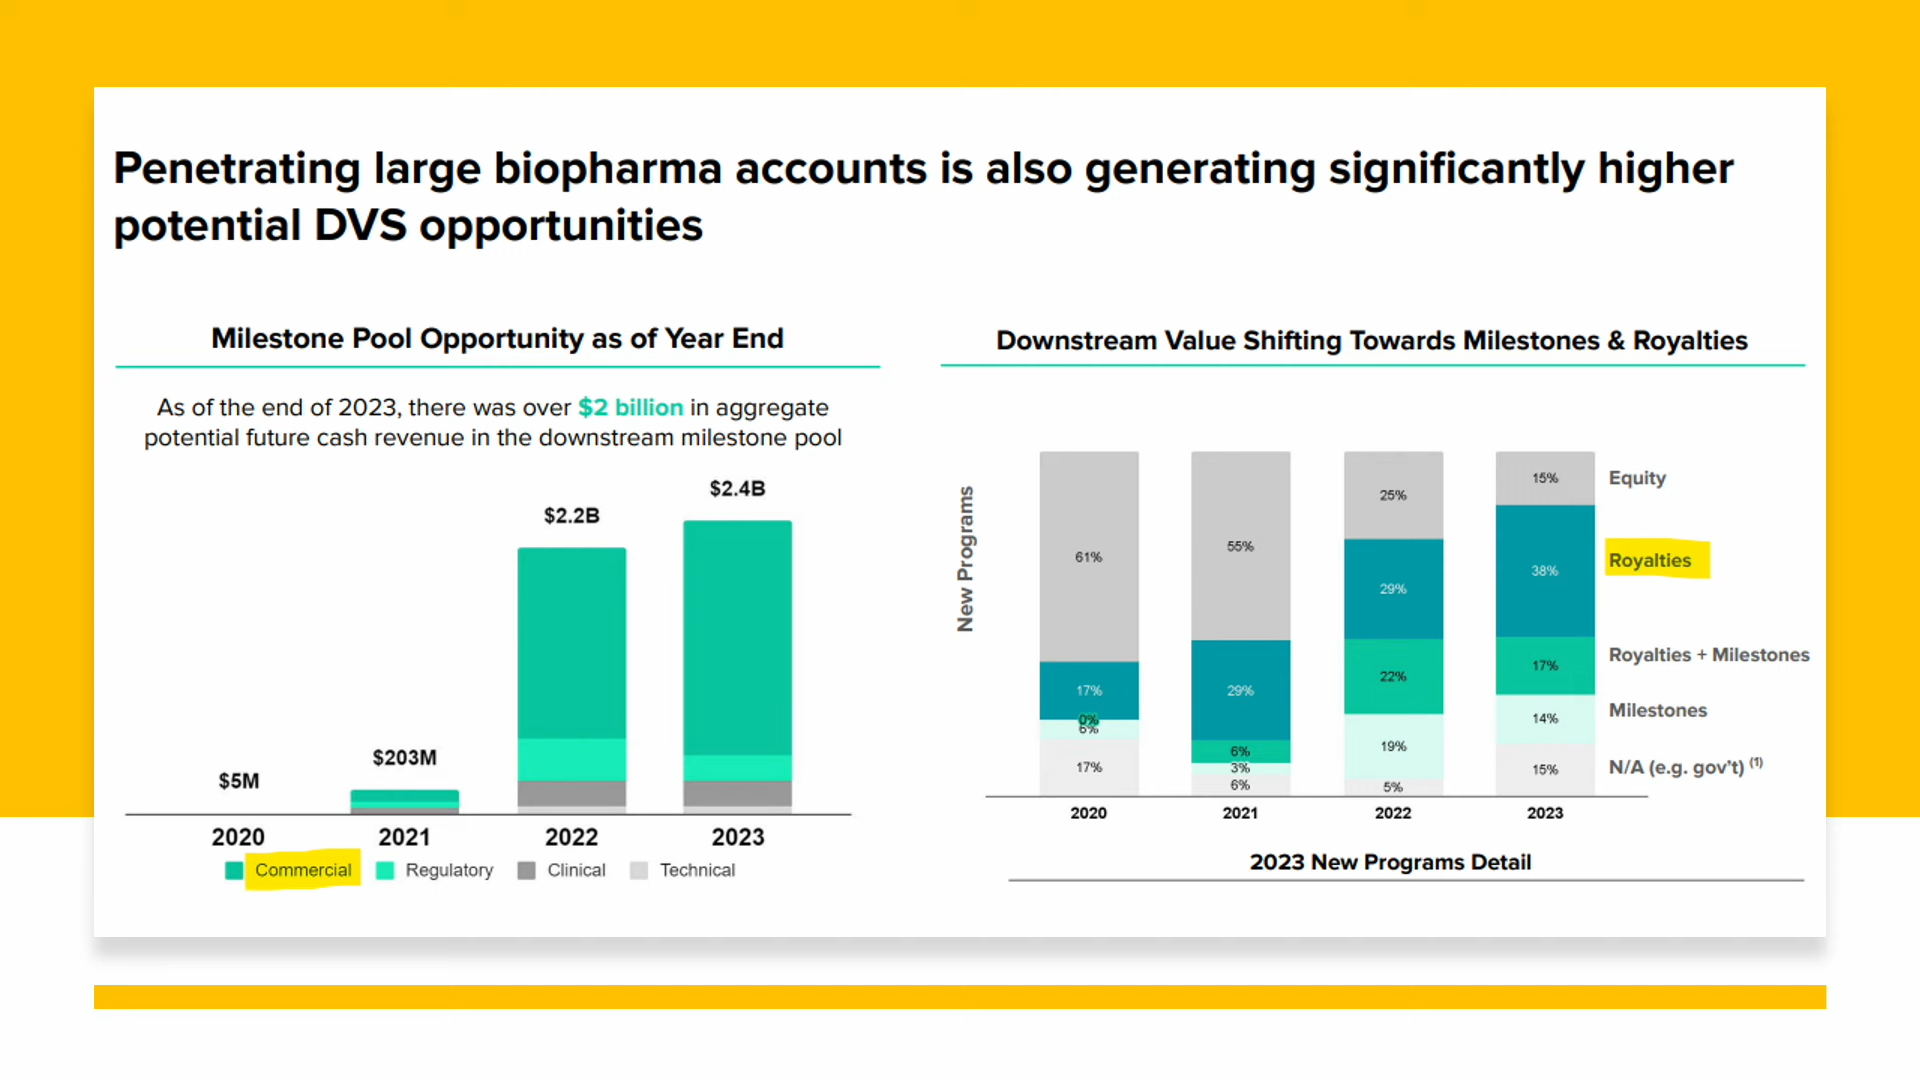 Penetrating large biopharma accounts is also generating significantly higher
potential DVS opportunities
Milestone Pool Opportunity as of Year End
As of the end of 2023, there was over $2 billion in aggregate
potential future cash revenue in the downstream milestone pool
$5M
$203M
$2.2B
$2.4B
2020
2021
2022
2023
Commercial
Regulatory
Clinical
Technical
Downstream Value Shifting Towards Milestones & Royalties
New Programs
61%
17%
0%
6%
17%
55%
29%
6%
3%
6%
25%
29%
22%
19%
5%
15%
38%
17%
14%
15%
Equity
Royalties
Royalties + Milestones
Milestones
N/A (e.g. gov't) (1)
2020
2021
2022
2023
2023 New Programs Detail